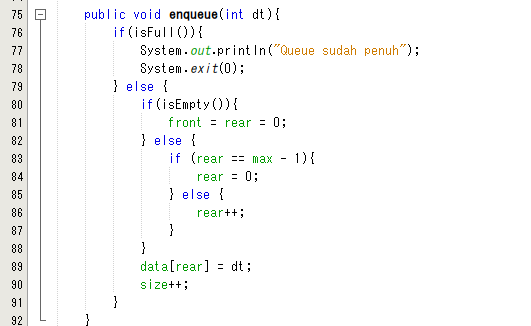 75 public void enqueue(int dt){
76 if(isFull()){
77 System.out.println("Queue sudah penuh");
78 System.exit(0);
79 } else {
80 if(isEmpty()){
81 front = rear = 0;
82 } else {
83 if (rear == max - 1){
84 rear = 0;
85 } else {
86 rear++;
87 }
88 }
89 data[rear] = dt;
90 size++;
91 }
92 }